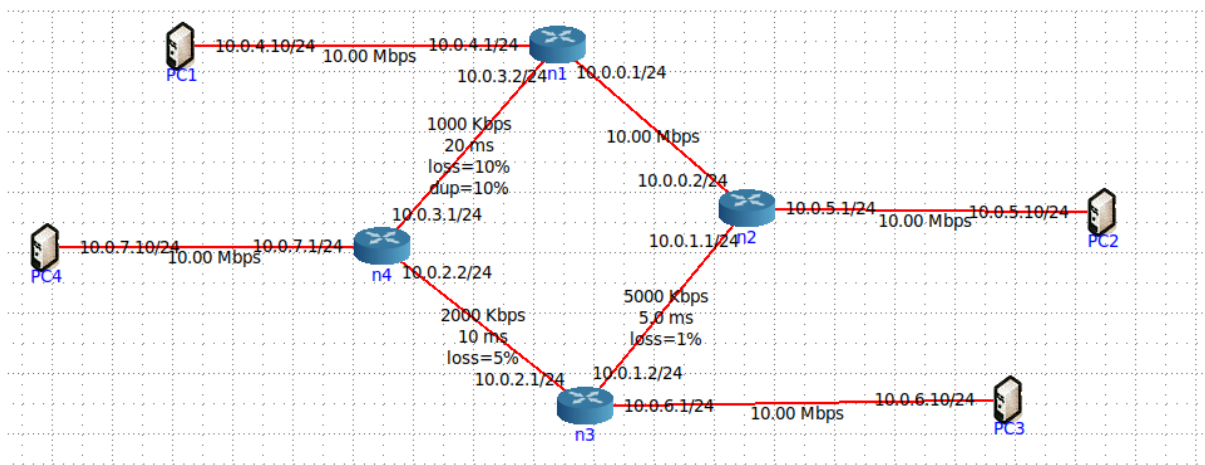 10.0.4.10/24
10.00 Mbps
10.0.4.1/24
PC1
10.0.3.2/24
n1
10.0.0.1/24
1000 Kbps
20 ms
loss=10%
dup=10%
10.00 Mbps
10.0.0.2/24
10.0.3.1/24
10.0.5.1/24
10.00 Mbps
10.0.5.10/24
n2
PC2
10.0.1.1/24
10.0.7.10/24
10.00 Mbps
10.0.7.1/24
PC4
n4
10.0.2.2/24
5000 Kbps
5.0 ms
loss=1%
2000 Kbps
10 ms
loss=5%
10.0.2.1/24
10.0.1.2/24
10.0.6.1/24
10.00 Mbps
10.0.6.10/24
n3
PC3